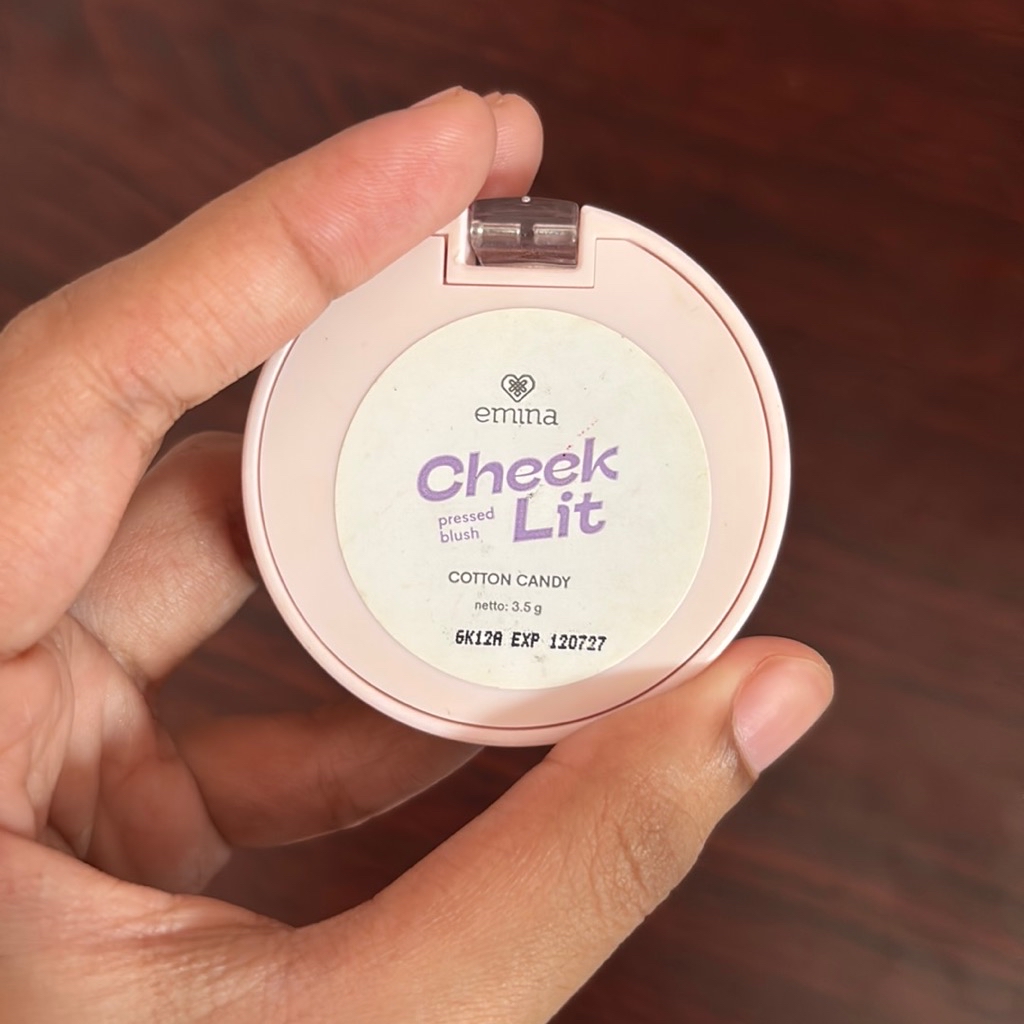 emina
Cheek
Lit
pressed
blush
COTTON CANDY
netto: 3.5 g
GK12A EXP 120727